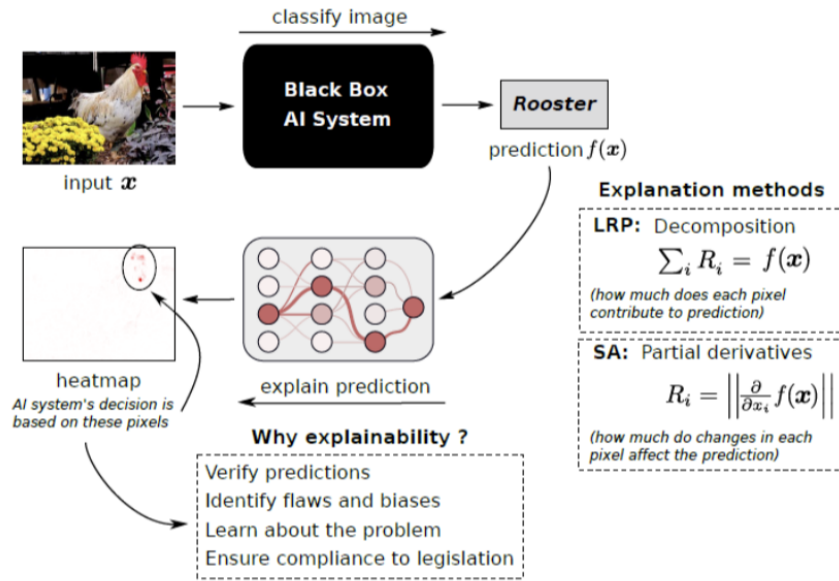 classify image
Black Box
AI System
Rooster
input x
prediction f(x)
Explanation methods
LRP: Decomposition
∑ᵢ Rᵢ = f(x)
(how much does each pixel
contribute to prediction)
SA: Partial derivatives
Rᵢ = ||∂/∂xᵢ f(x)||
(how much do changes in each
pixel affect the prediction)
heatmap
AI system's decision is
based on these pixels
explain prediction
Why explainability ?
Verify predictions
Identify flaws and biases
Learn about the problem
Ensure compliance to legislation